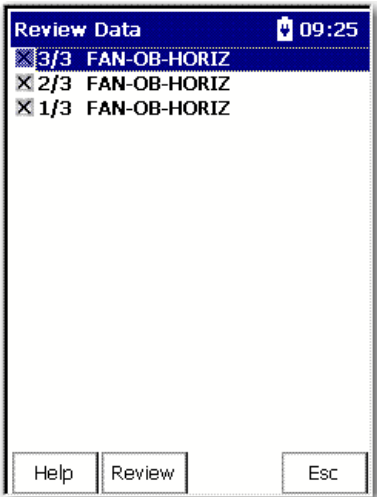 Review Data 09:25
3/3 FAN-OB-HORIZ
2/3 FAN-OB-HORIZ
1/3 FAN-OB-HORIZ
Help Review Esc